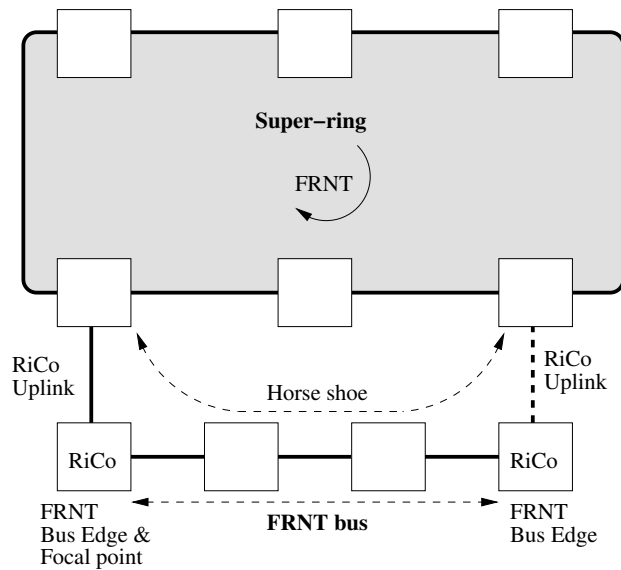 Super-ring
FRNT
RiCo
Uplink
RiCo
Uplink
Horse shoe
RiCo
RiCo
FRNT
Bus Edge &
Focal point
FRNT bus
FRNT
Bus Edge